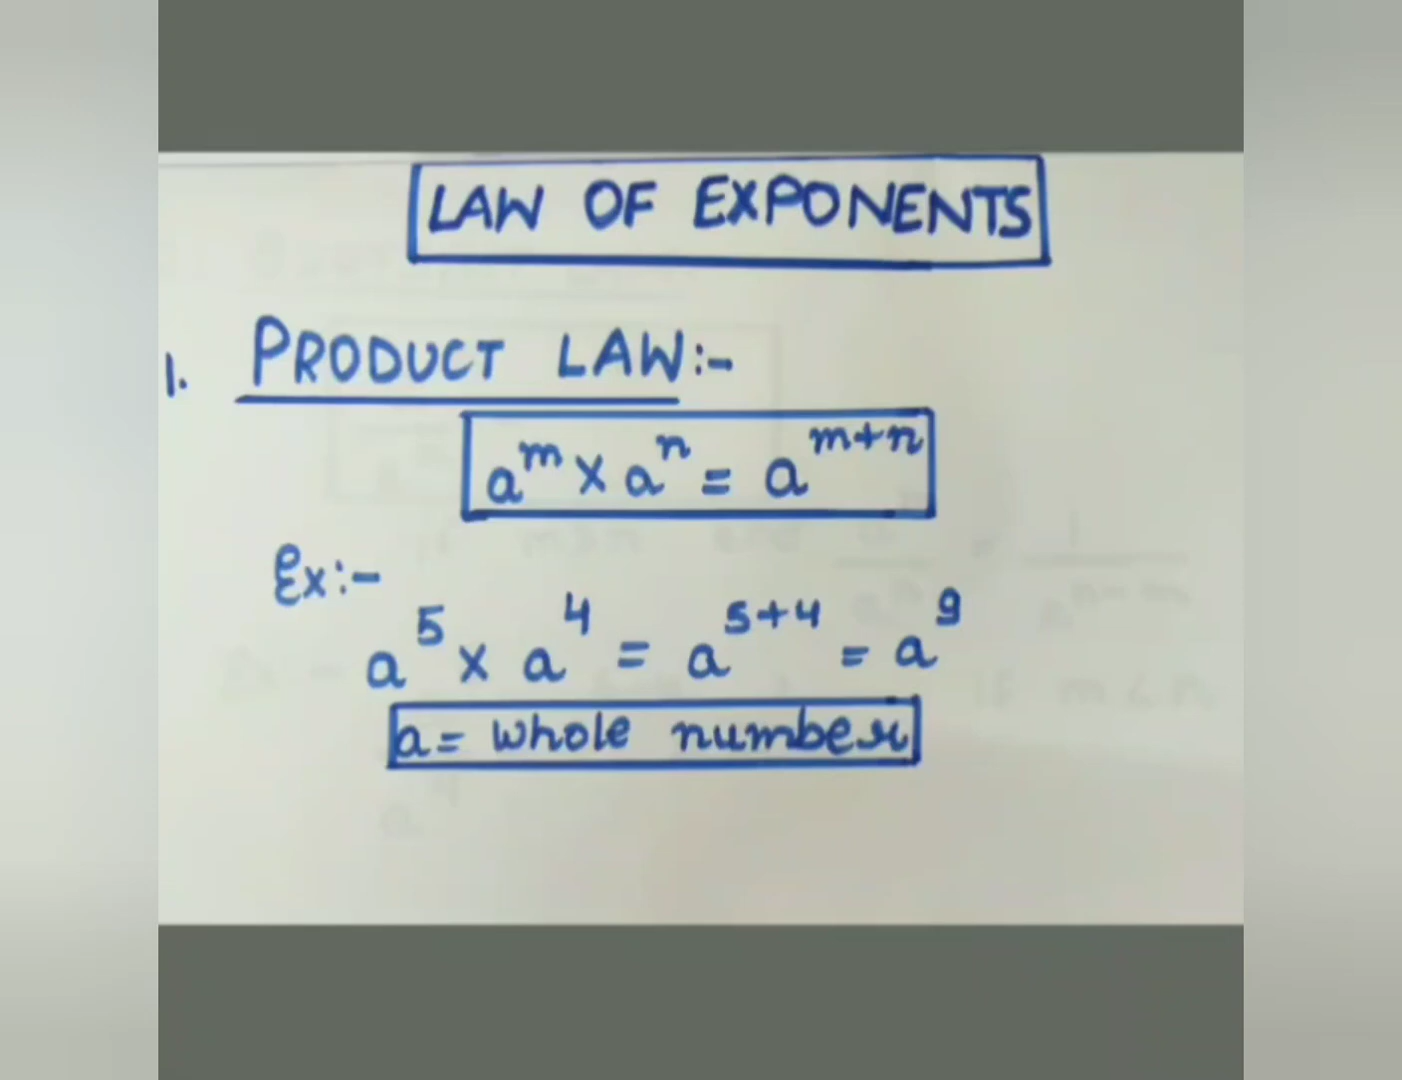 LAW OF EXPONENTS
1. PRODUCT LAW:-
a^m × a^n = a^{m+n}
Ex:-
a^5 × a^4 = a^{5+4} = a^9
a = whole number